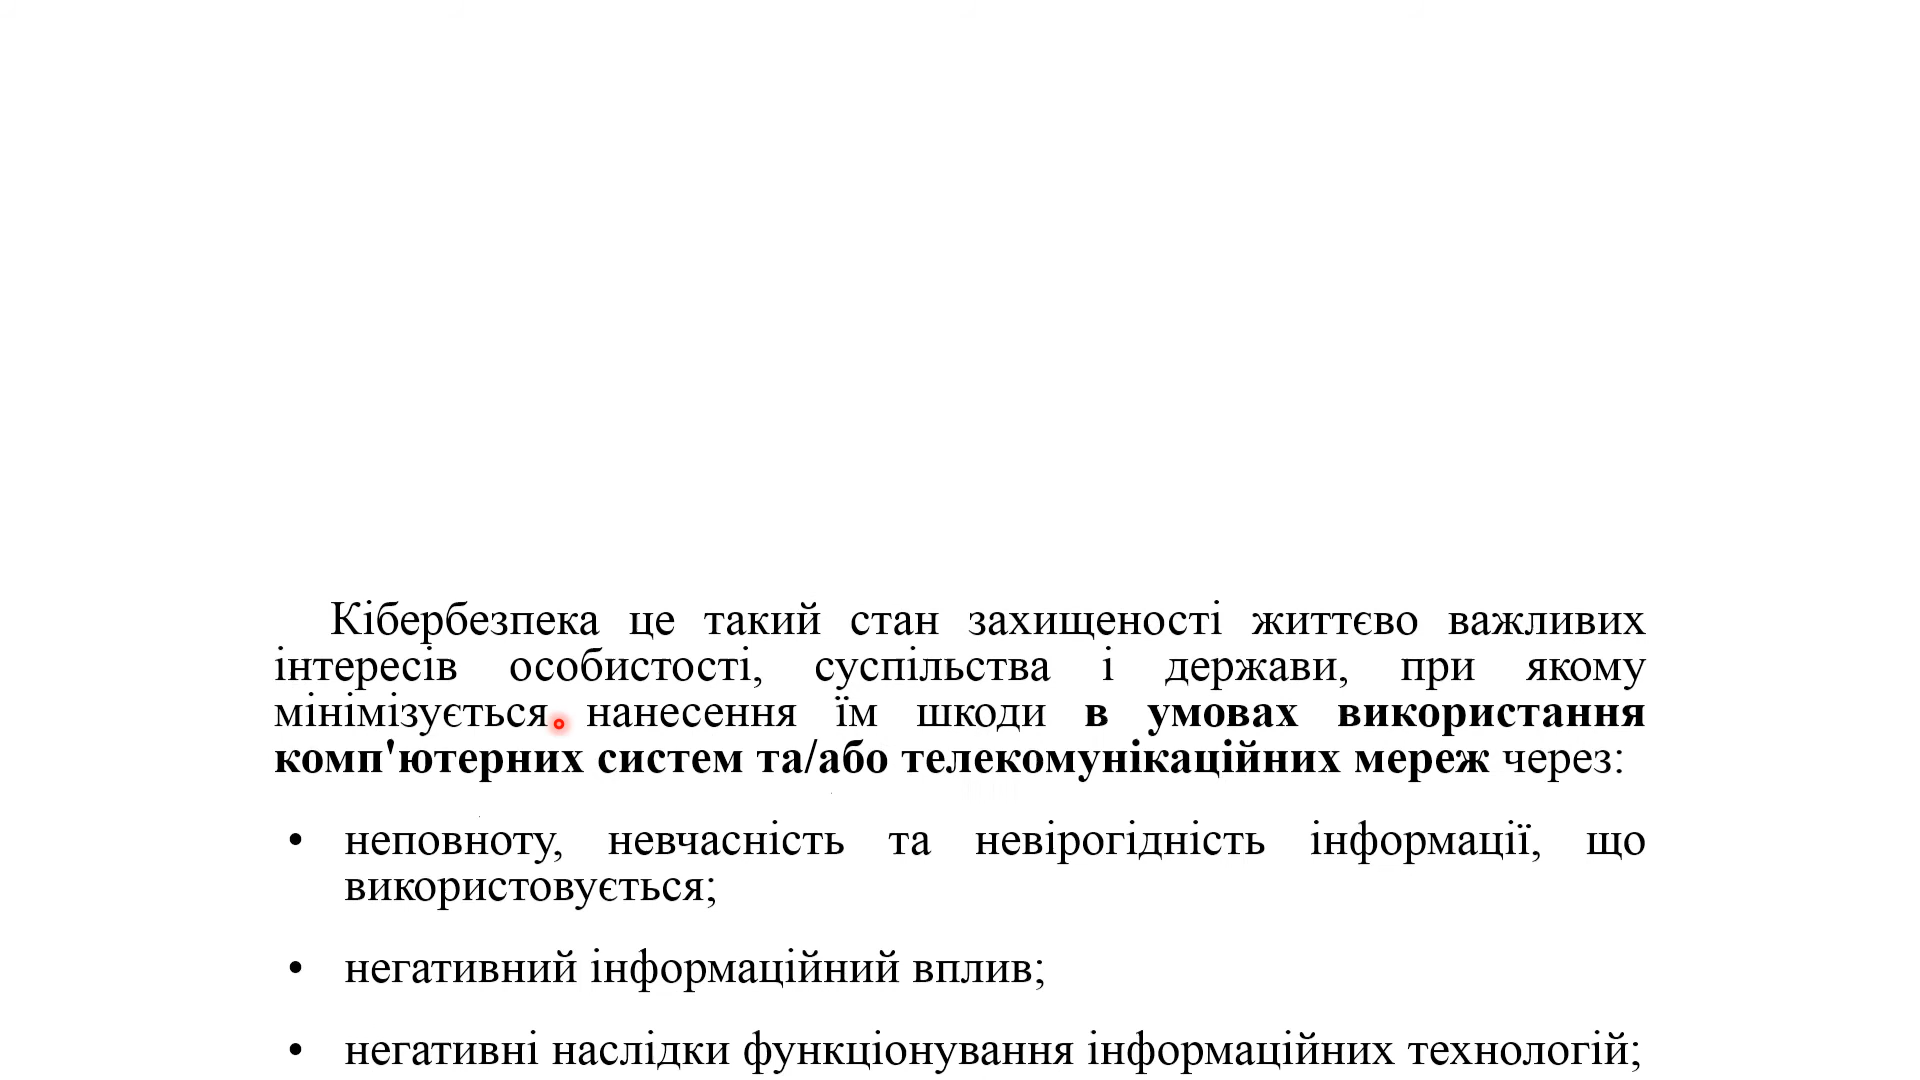 Кібербезпека це такий стан захищеності життєво важливих
інтересів особистості, суспільства і держави, при якому
мінімізується нанесення їм шкоди в умовах використання
комп'ютерних систем та/або телекомунікаційних мереж через:
• неповноту, невчасність та невірогідність інформації, що
використовується;
• негативний інформаційний вплив;
• негативні наслідки функціонування інформаційних технологій;